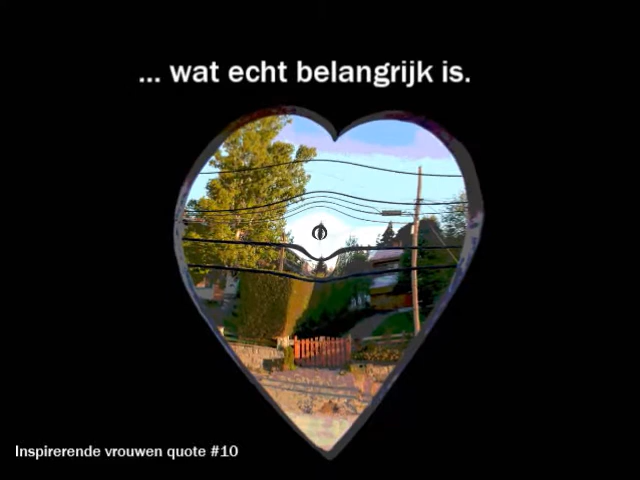 ... wat echt belangrijk is.
Inspirerende vrouwen quote #10